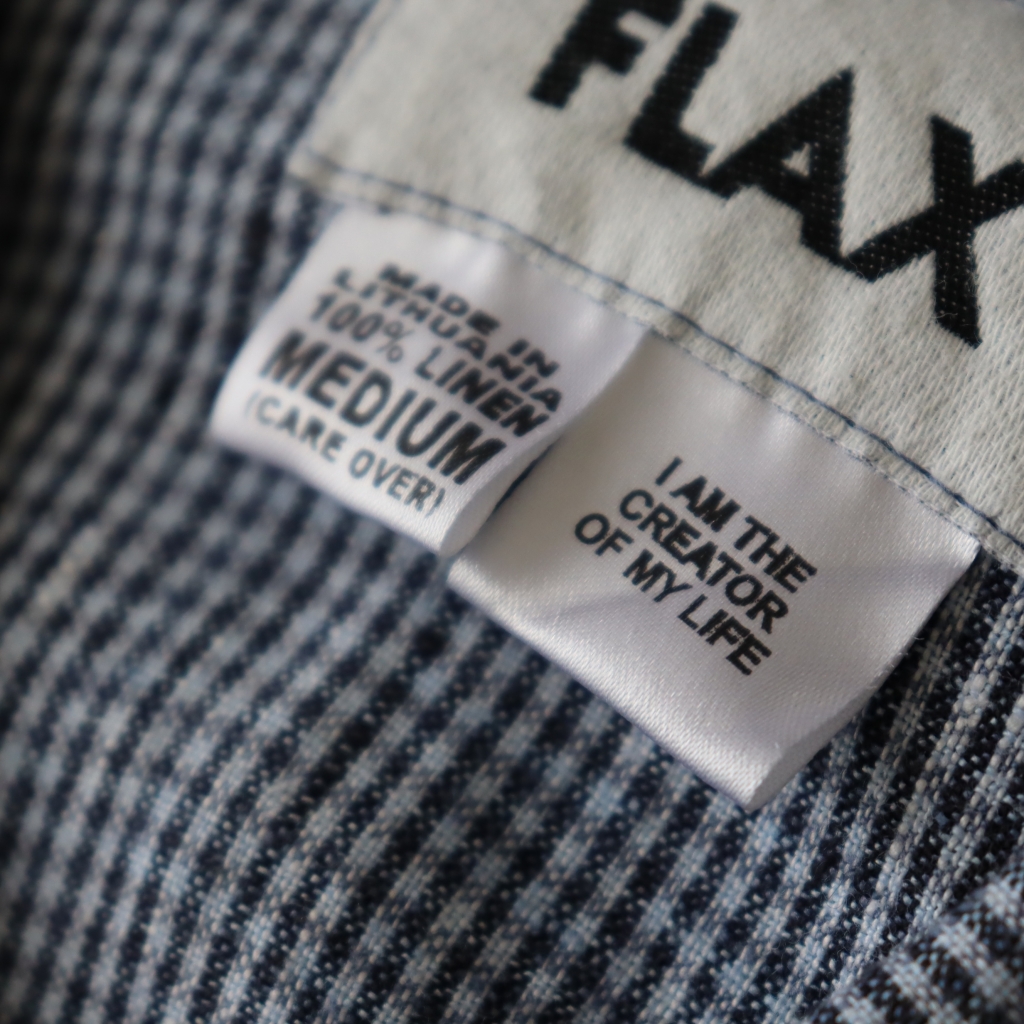 FLAX
MADE IN
LITHUANIA
100% LINEN
MEDIUM
(CARE OVER)
I AM THE
CREATOR
OF MY LIFE